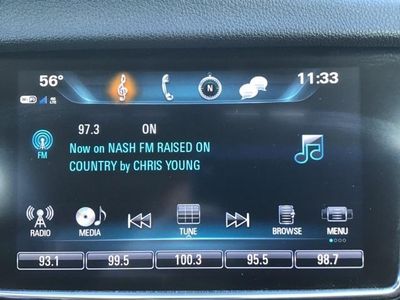 56° 11:33
N
97.3 ON
FM
Now on NASH FM RAISED ON
COUNTRY by CHRIS YOUNG
RADIO MEDIA TUNE BROWSE MENU
93.1 99.5 100.3 95.5 98.7